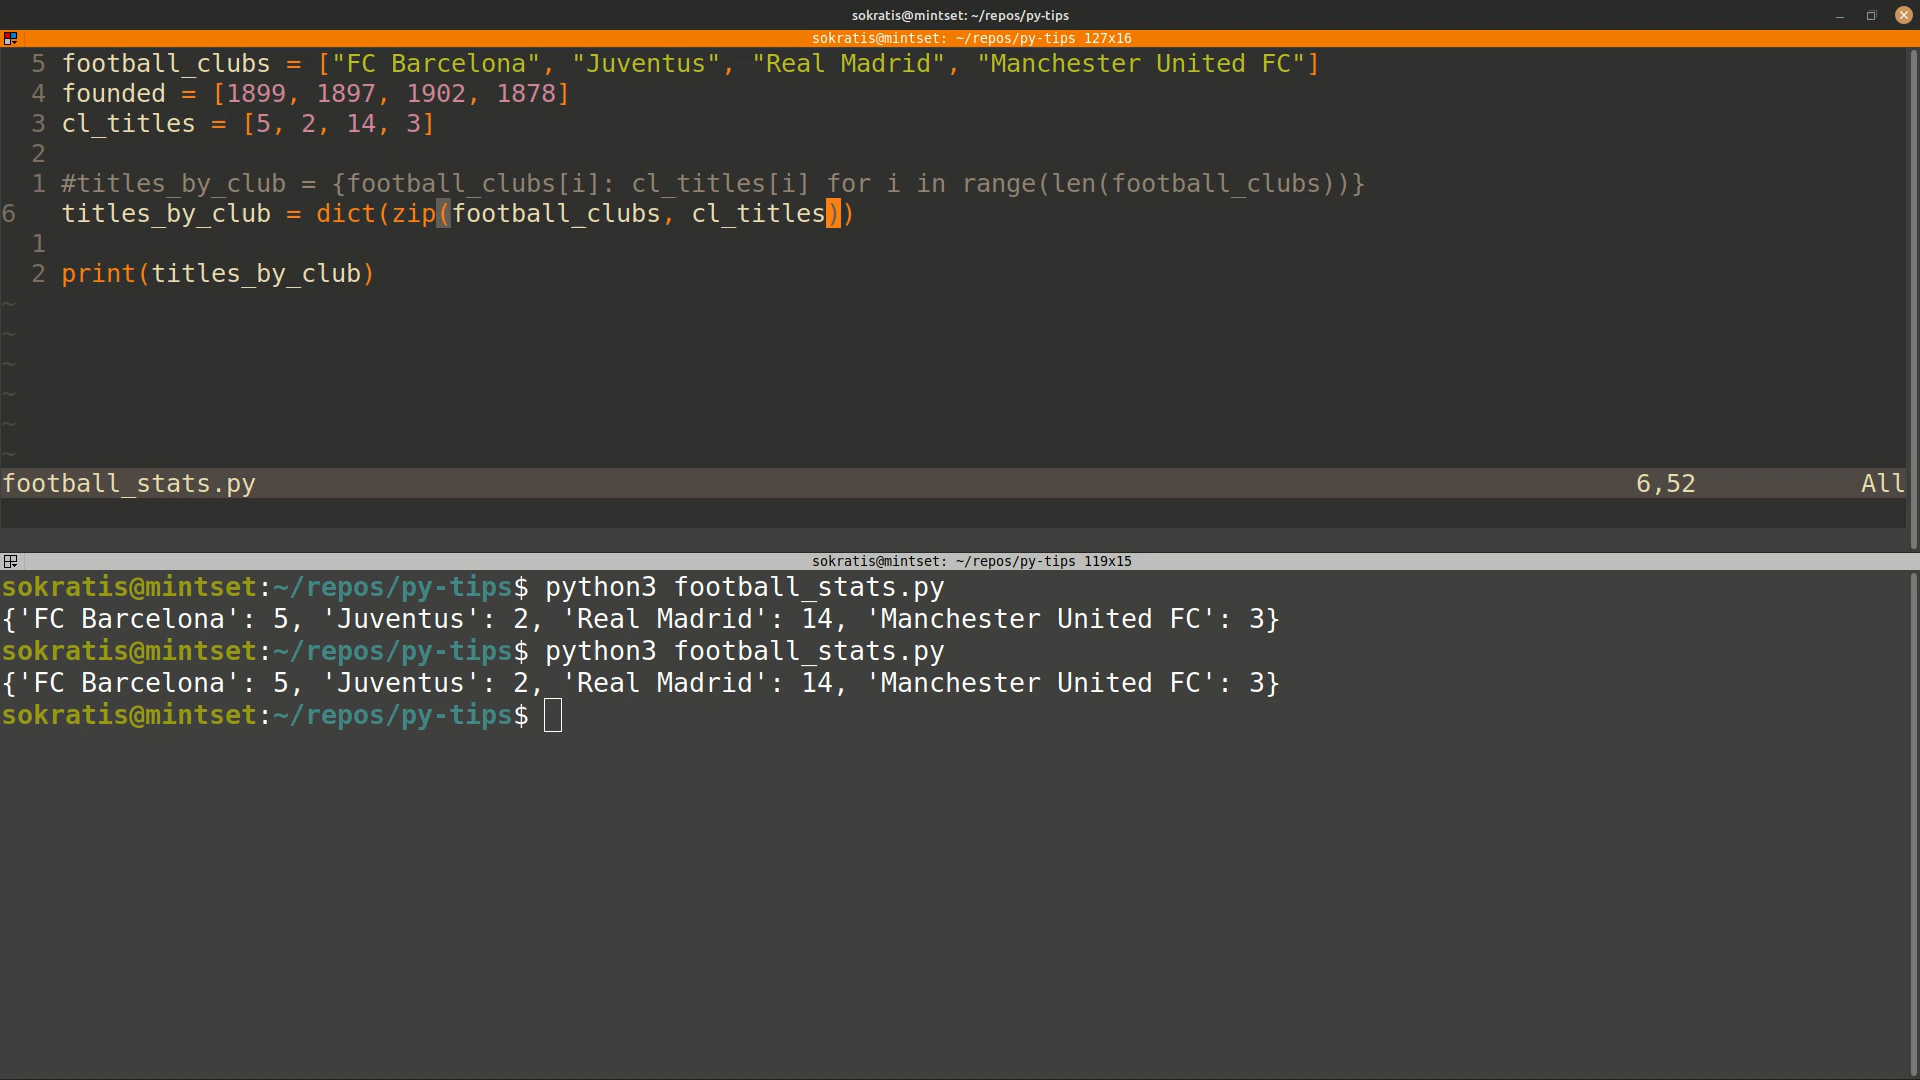 sokratis@mintset: ~/repos/py-tips
sokratis@mintset: ~/repos/py-tips 127x16
5 football_clubs = ["FC Barcelona", "Juventus", "Real Madrid", "Manchester United FC"]
4 founded = [1899, 1897, 1902, 1878]
3 cl_titles = [5, 2, 14, 3]
2
1 #titles_by_club = {football_clubs[i]: cl_titles[i] for i in range(len(football_clubs))}
6 titles_by_club = dict(zip(football_clubs, cl_titles))
1
2 print(titles_by_club)
~
~
~
~
~
~
football_stats.py 6,52 All
sokratis@mintset: ~/repos/py-tips 119x15
sokratis@mintset:~/repos/py-tips$ python3 football_stats.py
{'FC Barcelona': 5, 'Juventus': 2, 'Real Madrid': 14, 'Manchester United FC': 3}
sokratis@mintset:~/repos/py-tips$ python3 football_stats.py
{'FC Barcelona': 5, 'Juventus': 2, 'Real Madrid': 14, 'Manchester United FC': 3}
sokratis@mintset:~/repos/py-tips$